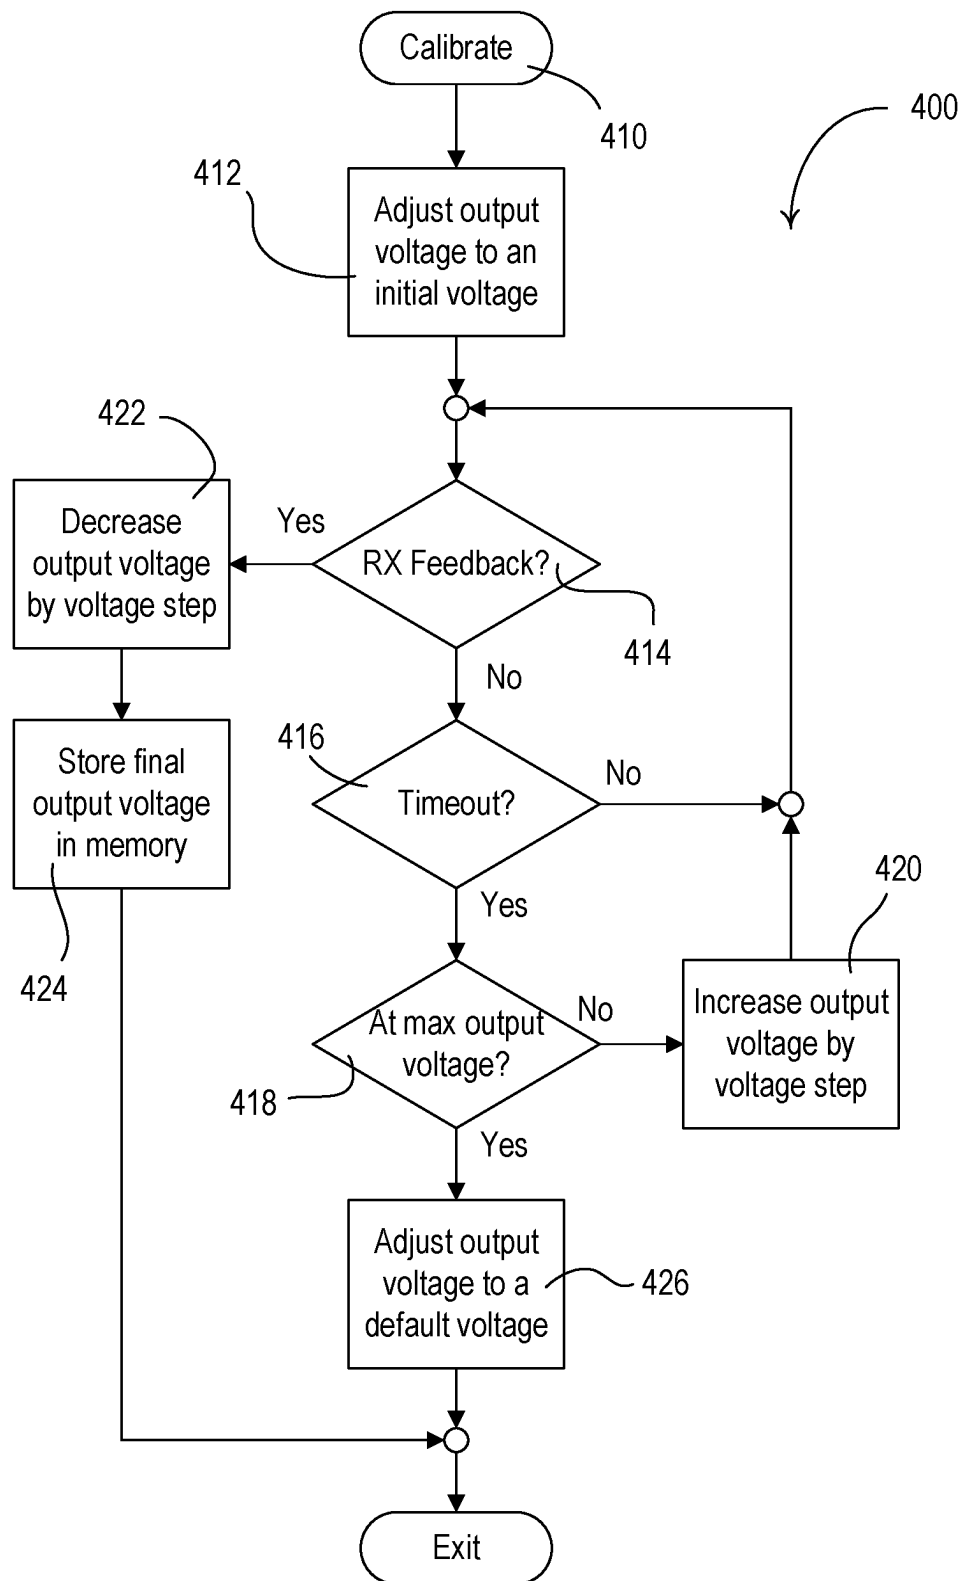 Calibrate
410
400
412
Adjust output
voltage to an
initial voltage
422
Decrease
output voltage
by voltage step
Yes
RX Feedback?
414
No
Store final
output voltage
in memory
424
416
Timeout?
No
Yes
420
At max output
voltage?
418
No
Increase output
voltage by
voltage step
Yes
Adjust output
voltage to a
default voltage
426
Exit